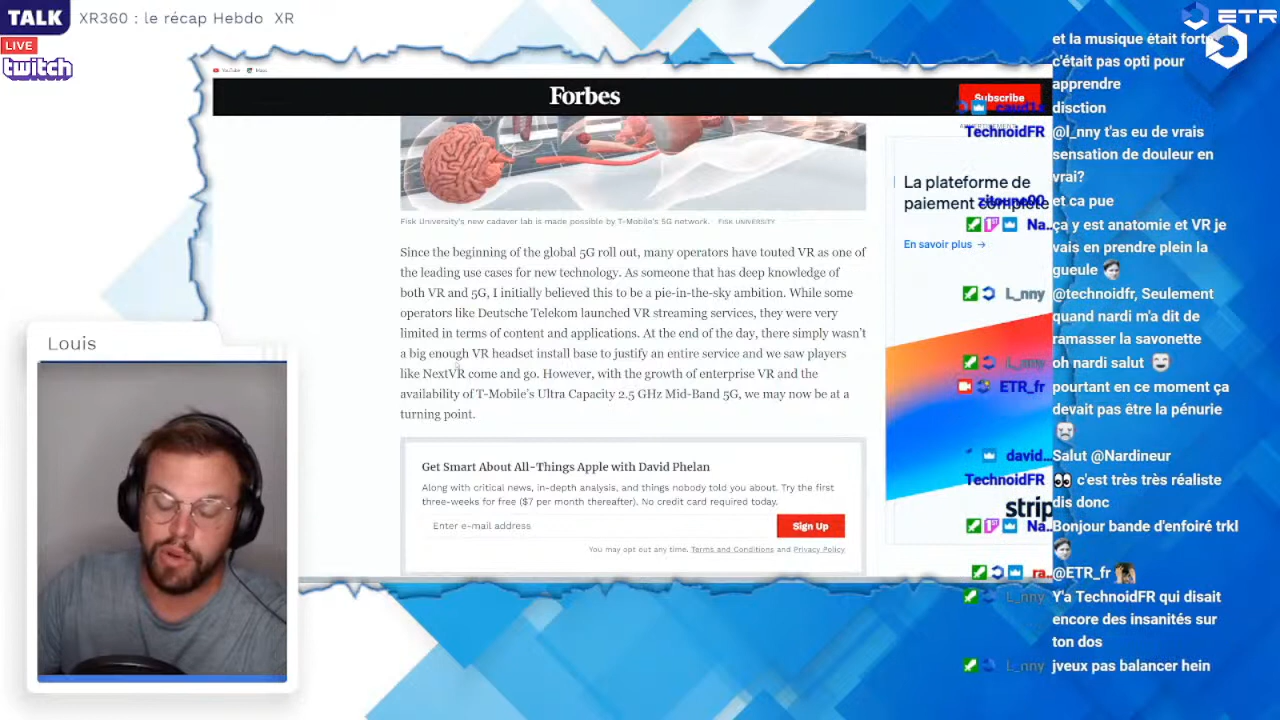 TALK
XR360 : le récap Hebdo XR
LIVE
twitch
ETR
YouTube
Maps
Forbes
Subscribe
Fisk University's new cadaver lab is made possible by T-Mobile's 5G network. FISK UNIVERSITY
Since the beginning of the global 5G roll out, many operators have touted VR as one of
the leading use cases for new technology. As someone that has deep knowledge of
both VR and 5G, I initially believed this to be a pie-in-the-sky ambition. While some
operators like Deutsche Telekom launched VR streaming services, they were very
limited in terms of content and applications. At the end of the day, there simply wasn't
a big enough VR headset install base to justify an entire service and we saw players
like NextVR come and go. However, with the growth of enterprise VR and the
availability of T-Mobile's Ultra Capacity 2.5 GHz Mid-Band 5G, we may now be at a
turning point.
Get Smart About All-Things Apple with David Phelan
Along with critical news, in-depth analysis, and things nobody told you about. Try the first
three-weeks for free ($7 per month thereafter). No credit card required today.
Enter e-mail address
Sign Up
You may opt out any time. Terms and Conditions and Privacy Policy
La plateforme de
paiement complète
En savoir plus →
strip
Louis
et la musique était forte
c'était pas opti pour
apprendre
disction
TechnoidFR @l_nny t'as eu de vrais
sensation de douleur en
vrai?
zitouno00 et ca pue
Na... ça y est anatomie et VR je
vais en prendre plein la
gueule
L_nny @technoidfr, Seulement
quand nardi m'a dit de
ramasser la savonette
L_nny oh nardi salut
ETR_fr pourtant en ce moment ça
devait pas être la pénurie
david... Salut @Nardineur
TechnoidFR c'est très très réaliste
dis donc
Na... Bonjour bande d'enfoiré trkl
ra... @ETR_fr
L_nny Y'a TechnoidFR qui disait
encore des insanités sur
ton dos
L_nny jveux pas balancer hein